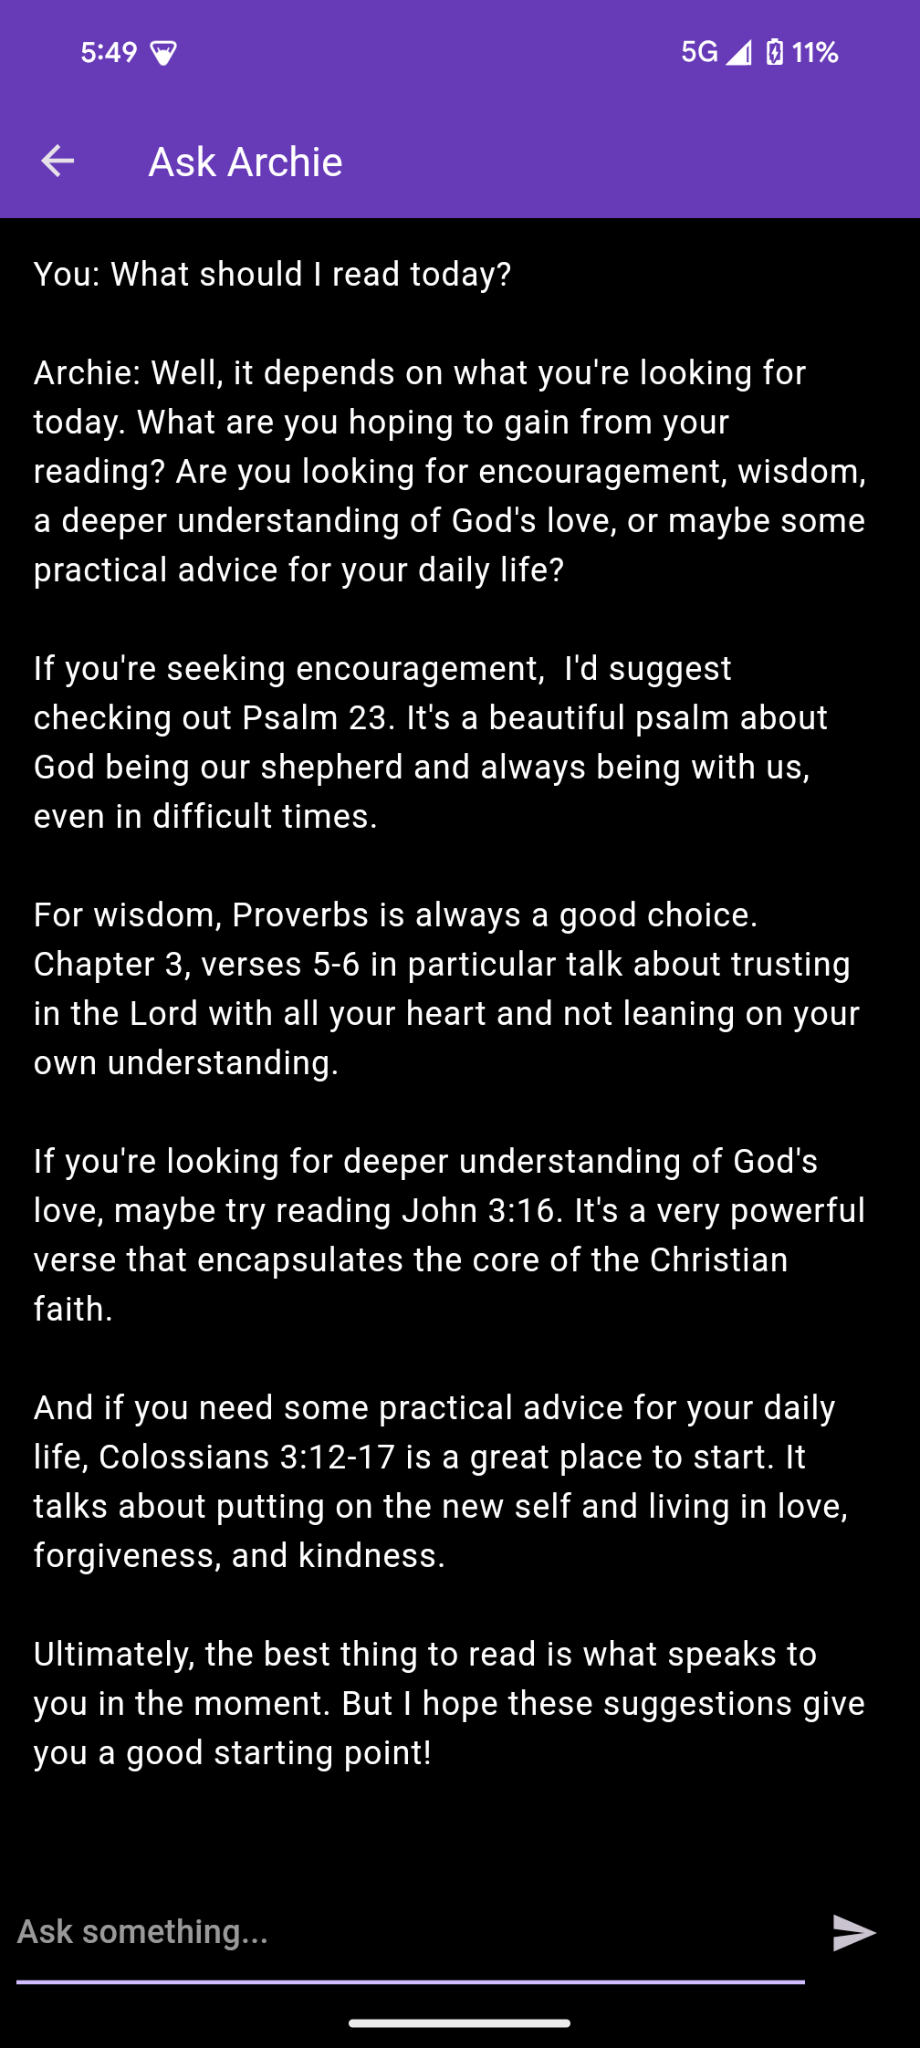 5:49 5G 11%
Ask Archie
You: What should I read today?
Archie: Well, it depends on what you're looking for
today. What are you hoping to gain from your
reading? Are you looking for encouragement, wisdom,
a deeper understanding of God's love, or maybe some
practical advice for your daily life?
If you're seeking encouragement,  I'd suggest
checking out Psalm 23. It's a beautiful psalm about
God being our shepherd and always being with us,
even in difficult times.
For wisdom, Proverbs is always a good choice.
Chapter 3, verses 5-6 in particular talk about trusting
in the Lord with all your heart and not leaning on your
own understanding.
If you're looking for deeper understanding of God's
love, maybe try reading John 3:16. It's a very powerful
verse that encapsulates the core of the Christian
faith.
And if you need some practical advice for your daily
life, Colossians 3:12-17 is a great place to start. It
talks about putting on the new self and living in love,
forgiveness, and kindness.
Ultimately, the best thing to read is what speaks to
you in the moment. But I hope these suggestions give
you a good starting point!
Ask something...